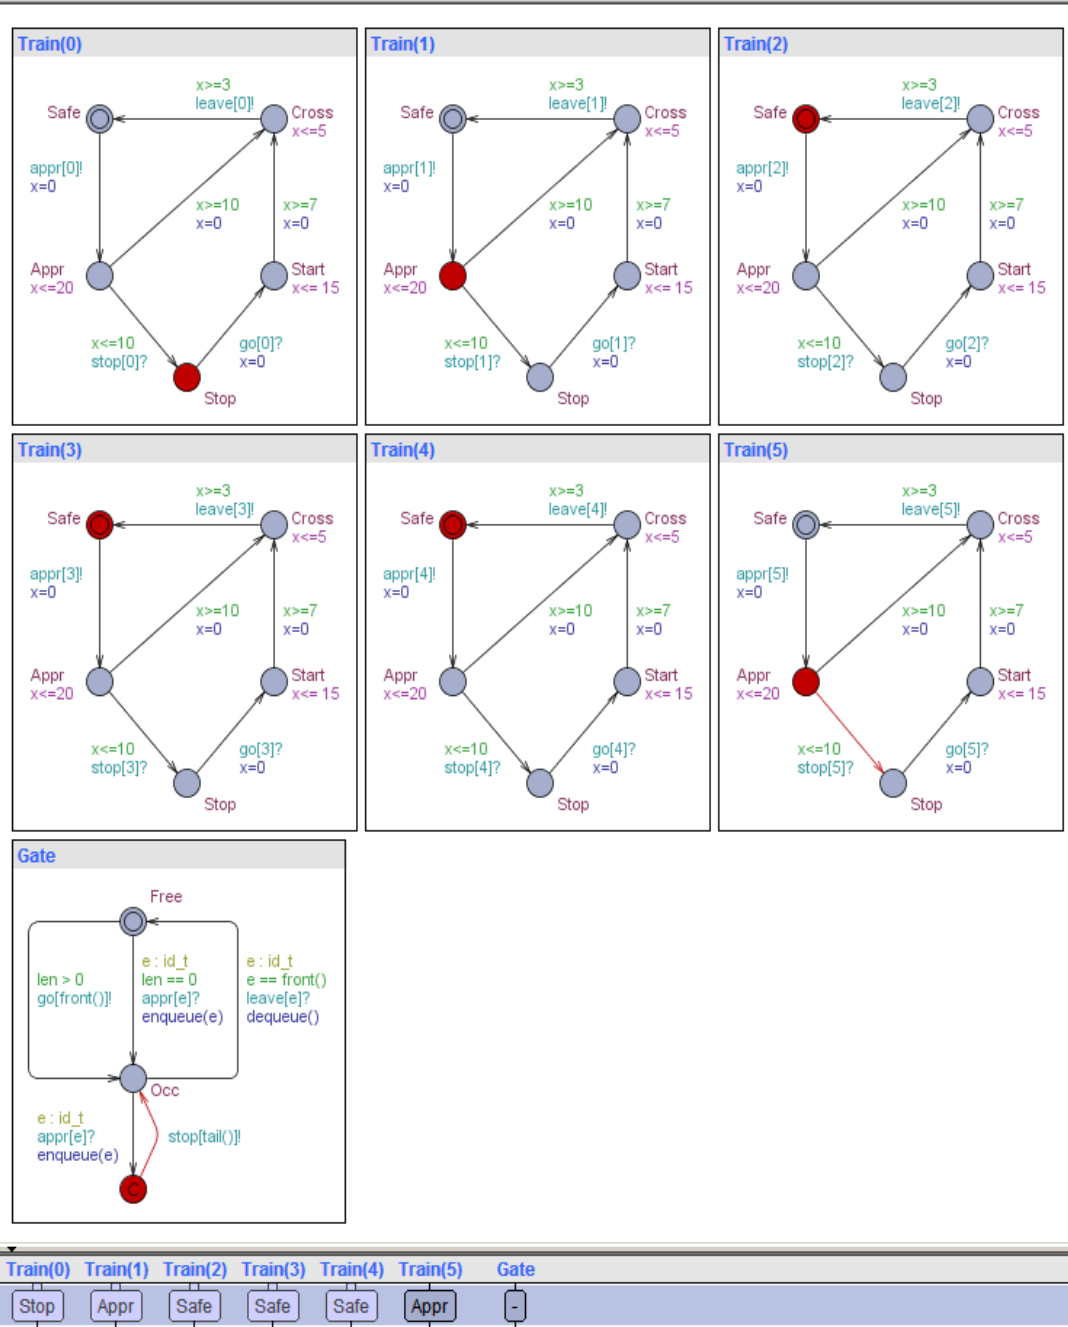 Train(0)
x>=3
leave[0]!
Safe
Cross
x<=5
appr[0]!
x=0
x>=10
x=0
x>=7
x=0
Appr
x<=20
Start
x<= 15
x<=10
stop[0]?
go[0]?
x=0
Stop
Train(1)
x>=3
leave[1]!
Safe
Cross
x<=5
appr[1]!
x=0
x>=10
x=0
x>=7
x=0
Appr
x<=20
Start
x<= 15
x<=10
stop[1]?
go[1]?
x=0
Stop
Train(2)
x>=3
leave[2]!
Safe
Cross
x<=5
appr[2]!
x=0
x>=10
x=0
x>=7
x=0
Appr
x<=20
Start
x<= 15
x<=10
stop[2]?
go[2]?
x=0
Stop
Train(3)
x>=3
leave[3]!
Safe
Cross
x<=5
appr[3]!
x=0
x>=10
x=0
x>=7
x=0
Appr
x<=20
Start
x<= 15
x<=10
stop[3]?
go[3]?
x=0
Stop
Train(4)
x>=3
leave[4]!
Safe
Cross
x<=5
appr[4]!
x=0
x>=10
x=0
x>=7
x=0
Appr
x<=20
Start
x<= 15
x<=10
stop[4]?
go[4]?
x=0
Stop
Train(5)
x>=3
leave[5]!
Safe
Cross
x<=5
appr[5]!
x=0
x>=10
x=0
x>=7
x=0
Appr
x<=20
Start
x<= 15
x<=10
stop[5]?
go[5]?
x=0
Stop
Gate
Free
len > 0
go[front()]!
e : id_t
len == 0
appr[e]?
enqueue(e)
e : id_t
e == front()
leave[e]?
dequeue()
Occ
e : id_t
appr[e]?
enqueue(e)
stop[tail()]!
C
Train(0) Train(1) Train(2) Train(3) Train(4) Train(5) Gate
Stop Appr Safe Safe Safe Appr -